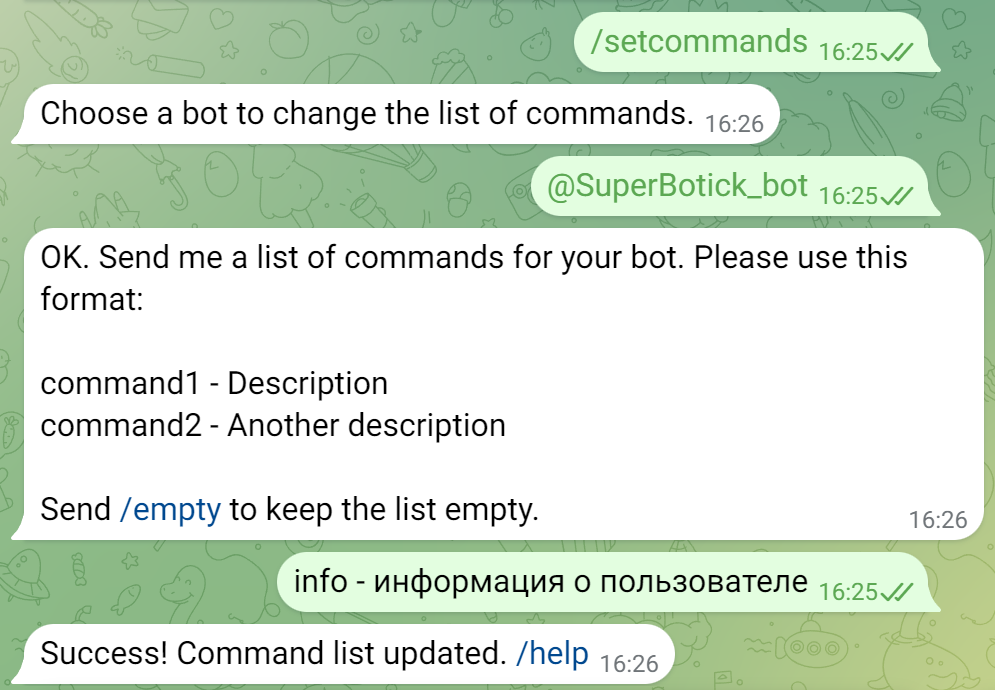 /setcommands 16:25
Choose a bot to change the list of commands. 16:26
@SuperBotick_bot 16:25
OK. Send me a list of commands for your bot. Please use this
format:
command1 - Description
command2 - Another description
Send /empty to keep the list empty. 16:26
info - информация о пользователе 16:25
Success! Command list updated. /help 16:26